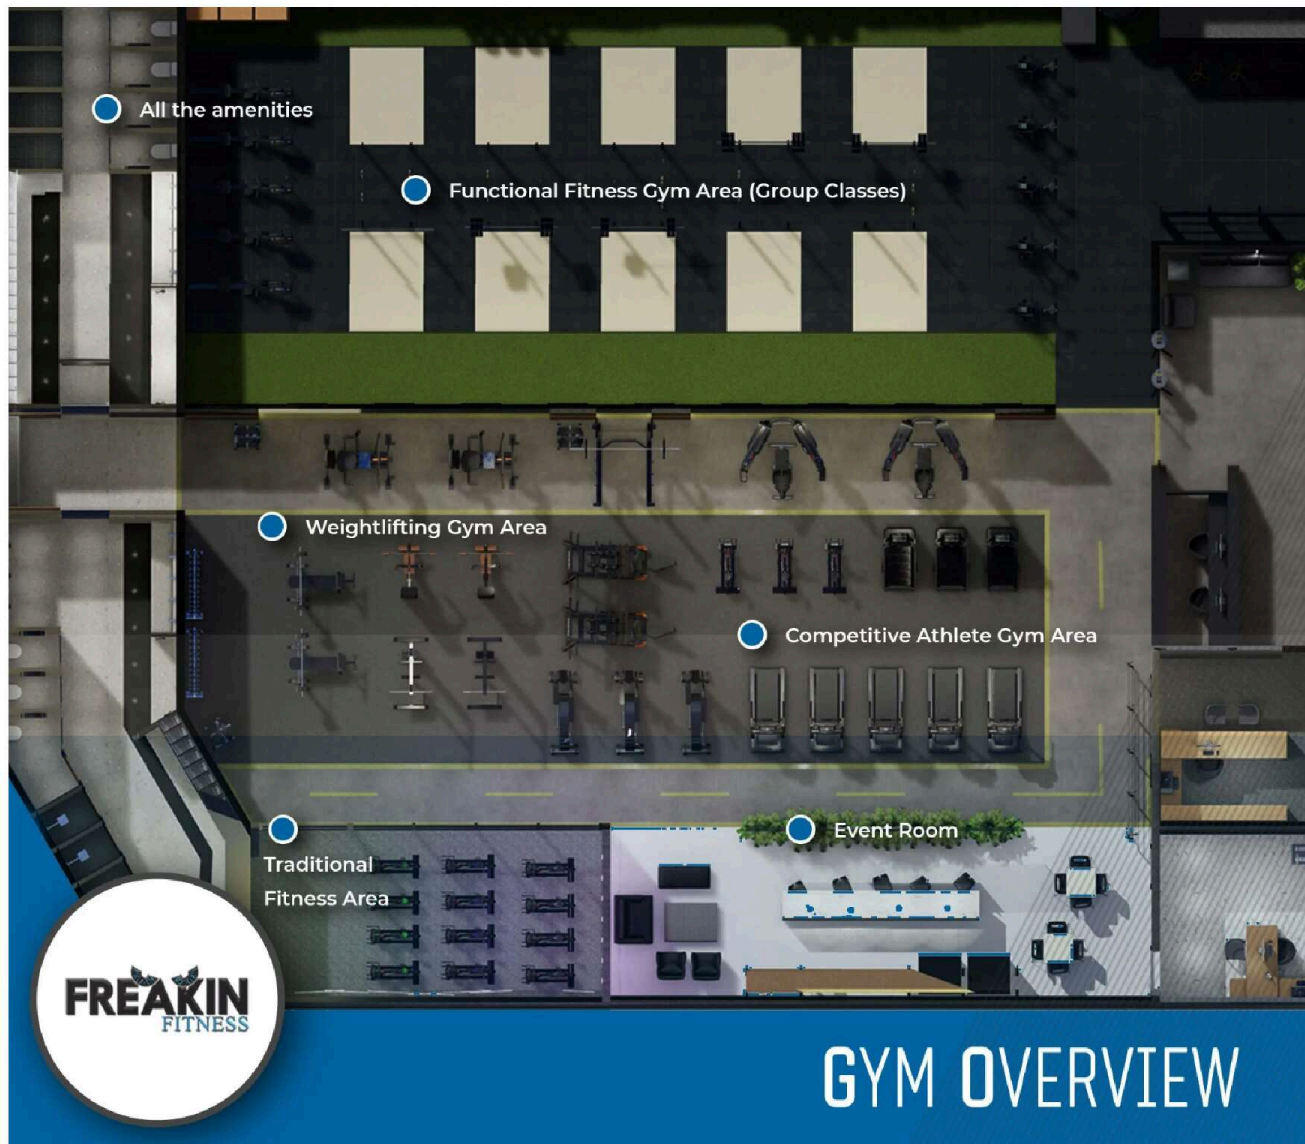 All the amenities
Functional Fitness Gym Area (Group Classes)
Weightlifting Gym Area
Competitive Athlete Gym Area
Event Room
Traditional
Fitness Area
FREAKIN
FITNESS
GYM OVERVIEW